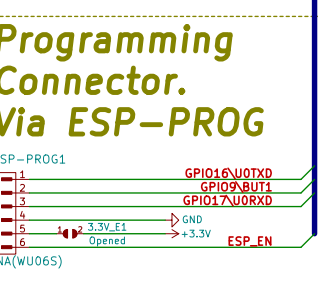 Programming
Connector.
Via ESP-PROG
SP-PROG1
1 GPIO16\U0TXD
2 GPIO9\BUT1
3 GPIO17\U0RXD
4 GND
5 1 2 3.3V_E1 +3.3V
Opened
6 ESP_EN
NA(WU06S)